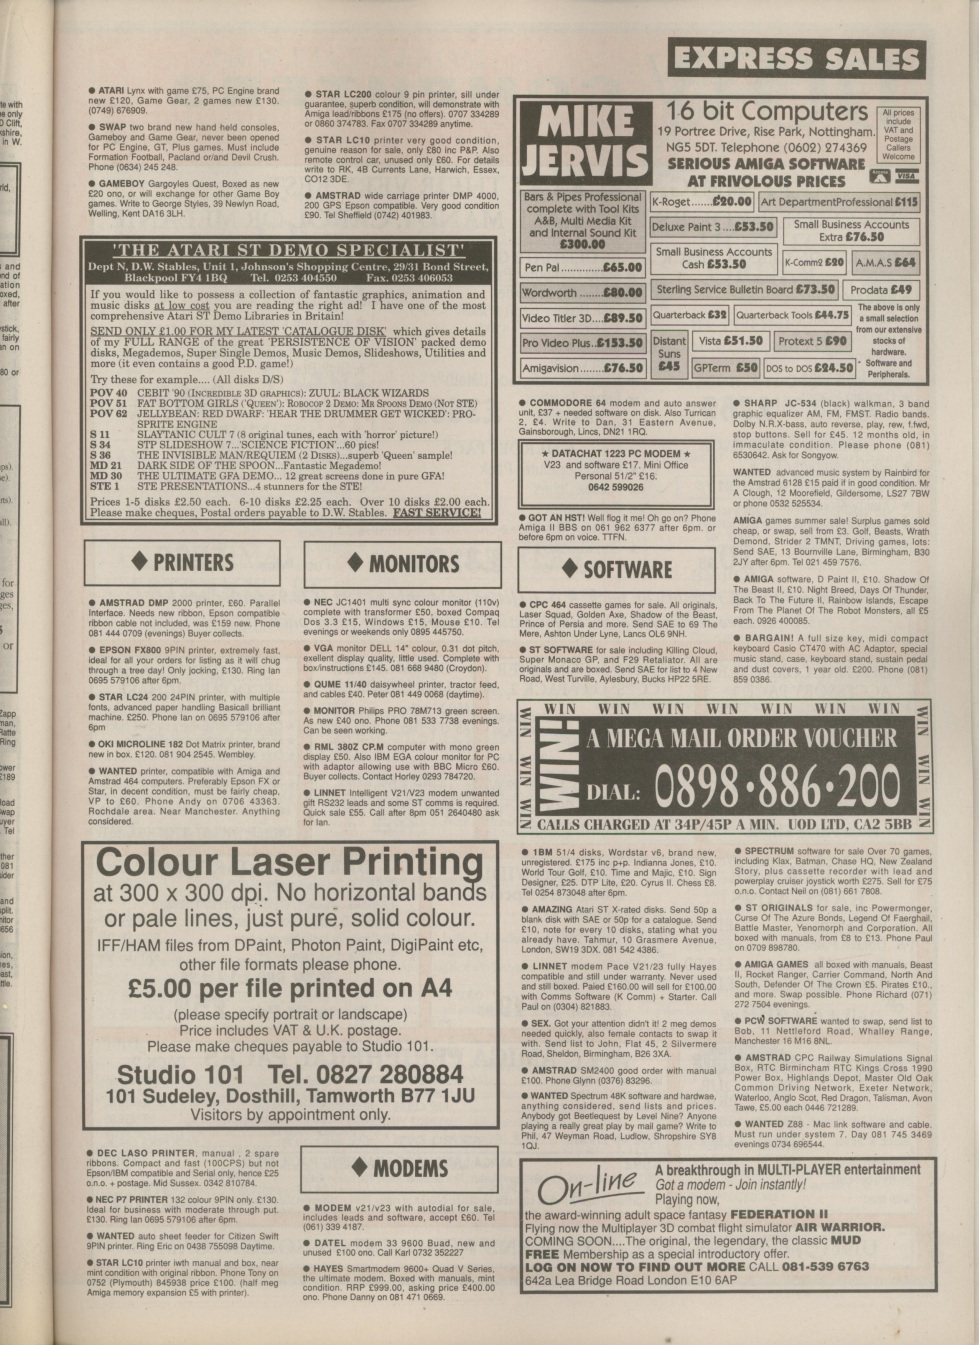 EXPRESS SALES
● ATARI Lynx with game £75, PC Engine brand
new £120, Game Gear, 2 games new £130.
(0749) 676909.
● SWAP two brand new hand held consoles,
Gameboy and Game Gear, never been opened
for PC Engine, GT, Plus games. Must include
Formation Football, Pacland or/and Devil Crush.
Phone (0634) 245 248.
● GAMEBOY Gargoyles Quest, Boxed as new
£20 ono, or will exchange for other Game Boy
games. Write to George Styles, 39 Newlyn Road,
Welling, Kent DA16 3LH.
● STAR LC200 colour 9 pin printer, sill under
guarantee, superb condition, will demonstrate with
Amiga lead/ribbons £175 (no offers). 0707 334289
or 0860 374783. Fax 0707 334289 anytime.
● STAR LC10 printer very good condition,
genuine reason for sale, only £80 inc P&P. Also
remote control car, unused only £60. For details
write to RK, 4B Currents Lane, Harwich, Essex,
CO12 3DE.
● AMSTRAD wide carriage printer DMP 4000,
200 GPS Epson compatible. Very good condition
£90. Tel Sheffield (0742) 401983.
'THE ATARI ST DEMO SPECIALIST'
Dept N, D.W. Stables, Unit 1, Johnson's Shopping Centre, 29/31 Bond Street,
Blackpool FY4 1BQ Tel. 0253 404550 Fax. 0253 406053
If you would like to possess a collection of fantastic graphics, animation and
music disks at low cost you are reading the right ad! I have one of the most
comprehensive Atari ST Demo Libraries in Britain!
SEND ONLY £1.00 FOR MY LATEST 'CATALOGUE DISK' which gives details
of my FULL RANGE of the great 'PERSISTENCE OF VISION' packed demo
disks, Megademos, Super Single Demos, Music Demos, Slideshows, Utilities and
more (it even contains a good P.D. game!)
Try these for example.... (All disks D/S)
POV 40 CEBIT '90 (INCREDIBLE 3D GRAPHICS): ZUUL: BLACK WIZARDS
POV 51 FAT BOTTOM GIRLS ('QUEEN'): ROBOCOP 2 DEMO: MR SPOONS DEMO (NOT STE)
POV 62 JELLYBEAN: RED DWARF: 'HEAR THE DRUMMER GET WICKED': PRO-
SPRITE ENGINE
S 11 SLAYTANIC CULT 7 (8 original tunes, each with 'horror' picture!)
S 34 STP SLIDESHOW 7...'SCIENCE FICTION'...60 pics!
S 36 THE INVISIBLE MAN/REQUIEM (2 DISKS)...superb 'Queen' sample!
MD 21 DARK SIDE OF THE SPOON...Fantastic Megademo!
MD 30 THE ULTIMATE GFA DEMO... 12 great screens done in pure GFA!
STE 1 STE PRESENTATIONS...4 stunners for the STE!
Prices 1-5 disks £2.50 each. 6-10 disks £2.25 each. Over 10 disks £2.00 each.
Please make cheques, Postal orders payable to D.W. Stables. FAST SERVICE!
MIKE
JERVIS
16 bit Computers
19 Portree Drive, Rise Park, Nottingham.
NG5 5DT. Telephone (0602) 274369
SERIOUS AMIGA SOFTWARE
AT FRIVOLOUS PRICES
All prices
include
VAT and
Postage
Callers
Welcome
VISA
Bars & Pipes Professional
complete with Tool Kits
A&B, Multi Media Kit
and Internal Sound Kit
£300.00
K-Roget.......£20.00
Art DepartmentProfessional £115
Deluxe Paint 3 ....£53.50
Small Business Accounts
Extra £76.50
Small Business Accounts
Cash £53.50
K-Comm2 £20
A.M.A.S £64
Pen Pal ............£65.00
Wordworth ........£80.00
Sterling Service Bulletin Board £73.50
Prodata £49
Video Titler 3D....£89.50
Quarterback £32
Quarterback Tools £44.75
Pro Video Plus..£153.50
Distant
Suns
£45
Vista £51.50
Protext 5 £90
Amigavision........£76.50
GPTerm £50
DOS to DOS £24.50
The above is only
a small selection
from our extensive
stocks of
hardware.
Software and
Peripherals.
● COMMODORE 64 modem and auto answer
unit, £37 + needed software on disk. Also Turrican
2, £4. Write to Dan, 31 Eastern Avenue,
Gainsborough, Lincs, DN21 1RQ.
★ DATACHAT 1223 PC MODEM ★
V23 and software £17. Mini Office
Personal 51/2" £16.
0642 599026
● GOT AN HST! Well flog it me! Oh go on? Phone
Amiga II BBS on 061 962 6377 after 6pm. or
before 6pm on voice. TTFN.
◆ SOFTWARE
● CPC 464 cassette games for sale. All originals,
Laser Squad, Golden Axe, Shadow of the Beast,
Prince of Persia and more. Send SAE to 69 The
Mere, Ashton Under Lyne, Lancs OL6 9NH.
● ST SOFTWARE for sale including Killing Cloud,
Super Monaco GP, and F29 Retaliator. All are
originals and are boxed. Send SAE for list to 4 New
Road, West Turville, Aylesbury, Bucks HP22 5RE.
● SHARP JC-534 (black) walkman, 3 band
graphic equalizer AM, FM, FMST. Radio bands.
Dolby N.R.X-bass, auto reverse, play, rew, f.fwd,
stop buttons. Sell for £45. 12 months old, in
immaculate condition. Please phone (081)
6530642. Ask for Songyow.
WANTED advanced music system by Rainbird for
the Amstrad 6128 £15 paid if in good condition. Mr
A Clough, 12 Moorefield, Gildersome, LS27 7BW
or phone 0532 525534.
AMIGA games summer sale! Surplus games sold
cheap, or swap, sell from £3. Golf, Beasts, Wrath
Demond, Strider 2 TMNT, Driving games, lots:
Send SAE, 13 Bournville Lane, Birmingham, B30
2JY after 6pm. Tel 021 459 7576.
● AMIGA software, D Paint II, £10. Shadow Of
The Beast II, £10. Night Breed, Days Of Thunder,
Back To The Future II, Rainbow Islands, Escape
From The Planet Of The Robot Monsters, all £5
each. 0926 400085.
● BARGAIN! A full size key, midi compact
keyboard Casio CT470 with AC Adaptor, special
music stand, case, keyboard stand, sustain pedal
and dust covers, 1 year old. £200. Phone (081)
859 0386.
◆ PRINTERS
● AMSTRAD DMP 2000 printer, £60. Parallel
Interface. Needs new ribbon, Epson compatible
ribbon cable not included, was £159 new. Phone
081 444 0709 (evenings) Buyer collects.
● EPSON FX800 9PIN printer, extremely fast,
ideal for all your orders for listing as it will chug
through a tree day! Only jocking, £130. Ring Ian
0695 579106 after 6pm.
● STAR LC24 200 24PIN printer, with multiple
fonts, advanced paper handling Basicall brilliant
machine. £250. Phone Ian on 0695 579106 after
6pm
● OKI MICROLINE 182 Dot Matrix printer, brand
new in box. £120. 081 904 2545. Wembley.
● WANTED printer, compatible with Amiga and
Amstrad 464 computers. Preferably Epson FX or
Star, in decent condition, must be fairly cheap,
VP to £60. Phone Andy on 0706 43363.
Rochdale area. Near Manchester. Anything
considered.
◆ MONITORS
● NEC JC1401 multi sync colour monitor (110v)
complete with transformer £50, boxed Compaq
Dos 3.3 £15, Windows £15, Mouse £10. Tel
evenings or weekends only 0895 445750.
● VGA monitor DELL 14" colour, 0.31 dot pitch,
exellent display quality, little used. Complete with
box/instructions £145. 081 668 9480 (Croydon).
● QUME 11/40 daisywheel printer, tractor feed,
and cables £40. Peter 081 449 0068 (daytime).
● MONITOR Philips PRO 78M713 green screen.
As new £40 ono. Phone 081 533 7738 evenings.
Can be seen working.
● RML 380Z CP.M computer with mono green
display £50. Also IBM EGA colour monitor for PC
with adaptor allowing use with BBC Micro £60.
Buyer collects. Contact Horley 0293 784720.
● LINNET Intelligent V21/V23 modem unwanted
gift RS232 leads and some ST comms is required.
Quick sale £55. Call after 8pm 051 2640480 ask
for Ian.
WIN WIN WIN WIN WIN WIN WIN
WIN WIN WIN
WIN!
A MEGA MAIL ORDER VOUCHER
DIAL: 0898·886·200
WIN WIN WIN
CALLS CHARGED AT 34P/45P A MIN. UOD LTD, CA2 5BB
Colour Laser Printing
at 300 x 300 dpi. No horizontal bands
or pale lines, just pure, solid colour.
IFF/HAM files from DPaint, Photon Paint, DigiPaint etc,
other file formats please phone.
£5.00 per file printed on A4
(please specify portrait or landscape)
Price includes VAT & U.K. postage.
Please make cheques payable to Studio 101.
Studio 101 Tel. 0827 280884
101 Sudeley, Dosthill, Tamworth B77 1JU
Visitors by appointment only.
● DEC LASO PRINTER, manual , 2 spare
ribbons. Compact and fast (100CPS) but not
Epson/IBM compatible and Serial only, hence £25
o.n.o. + postage. Mid Sussex. 0342 810784.
● NEC P7 PRINTER 132 colour 9PIN only. £130.
Ideal for business with moderate through put.
£130. Ring Ian 0695 579106 after 6pm.
● WANTED auto sheet feeder for Citizen Swift
9PIN printer. Ring Eric on 0438 755098 Daytime.
● STAR LC10 printer iwth manual and box, near
mint condition with original ribbon. Phone Tony on
0752 (Plymouth) 845938 price £100. (half meg
Amiga memory expansion £5 with printer).
◆ MODEMS
● MODEM v21/v23 with autodial for sale,
includes leads and software, accept £60. Tel
(061) 339 4187.
● DATEL modem 33 9600 Buad, new and
unused £100 ono. Call Karl 0732 352227
● HAYES Smartmodem 9600+ Quad V Series,
the ultimate modem. Boxed with manuals, mint
condition. RRP £999.00, asking price £400.00
ono. Phone Danny on 081 471 0669.
● 1BM 51/4 disks, Wordstar v6, brand new,
unregistered. £175 inc p+p. Indianna Jones, £10.
World Tour Golf, £10. Time and Majic, £10. Sign
Designer, £25. DTP Lite, £20. Cyrus II. Chess £8.
Tel 0254 873048 after 6pm.
● AMAZING Atari ST X-rated disks. Send 50p a
blank disk with SAE or 50p for a catalogue. Send
£10, note for every 10 disks, stating what you
already have. Tahmur, 10 Grasmere Avenue,
London, SW19 3DX. 081 542 4386.
● LINNET modem Pace V21/23 fully Hayes
compatible and still under warranty. Never used
and still boxed. Paied £160.00 will sell for £100.00
with Comms Software (K Comm) + Starter. Call
Paul on (0304) 821883.
● SEX. Got your attention didn't it! 2 meg demos
needed quickly, also female contacts to swap it
with. Send list to John, Flat 45, 2 Silvermere
Road, Sheldon, Birmingham, B26 3XA.
● AMSTRAD SM2400 good order with manual
£100. Phone Glynn (0376) 83296.
● WANTED Spectrum 48K software and hardwae,
anything considered, send lists and prices.
Anybody got Beetlequest by Level Nine? Anyone
playing a really great play by mail game? Write to
Phil, 47 Weyman Road, Ludlow, Shropshire SY8
1QJ.
● SPECTRUM software for sale Over 70 games,
including Klax, Batman, Chase HQ, New Zealand
Story, plus cassette recorder with lead and
powerplay cruiser joystick worth £275. Sell for £75
o.n.o. Contact Neil on (081) 661 7808.
● ST ORIGINALS for sale, inc Powermonger,
Curse Of The Azure Bonds, Legend Of Faerghail,
Battle Master, Yenomorph and Corporation. All
boxed with manuals, from £8 to £13. Phone Paul
on 0709 898780.
● AMIGA GAMES all boxed with manuals, Beast
II, Rocket Ranger, Carrier Command, North And
South, Defender Of The Crown £5. Pirates £10.,
and more. Swap possible. Phone Richard (071)
272 7504 evenings.
● PCW SOFTWARE wanted to swap, send list to
Bob, 11 Nettleford Road, Whalley Range,
Manchester 16 M16 8NL.
● AMSTRAD CPC Railway Simulations Signal
Box, RTC Birmincham RTC Kings Cross 1990
Power Box, Highlands Depot, Master Old Oak
Common Driving Network, Exeter Network,
Waterloo, Anglo Scot, Red Dragon, Talisman, Avon
Tawe, £5.00 each 0446 721289.
● WANTED Z88 - Mac link software and cable.
Must run under system 7. Day 081 745 3469
evenings 0734 696544.
On-line
A breakthrough in MULTI-PLAYER entertainment
Got a modem - Join instantly!
Playing now,
the award-winning adult space fantasy FEDERATION II
Flying now the Multiplayer 3D combat flight simulator AIR WARRIOR.
COMING SOON....The original, the legendary, the classic MUD
FREE Membership as a special introductory offer.
LOG ON NOW TO FIND OUT MORE CALL 081-539 6763
642a Lea Bridge Road London E10 6AP